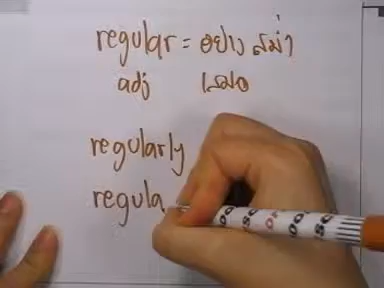 regular = อย่าง สม่ำ
adj เสมอ
regularly
regula